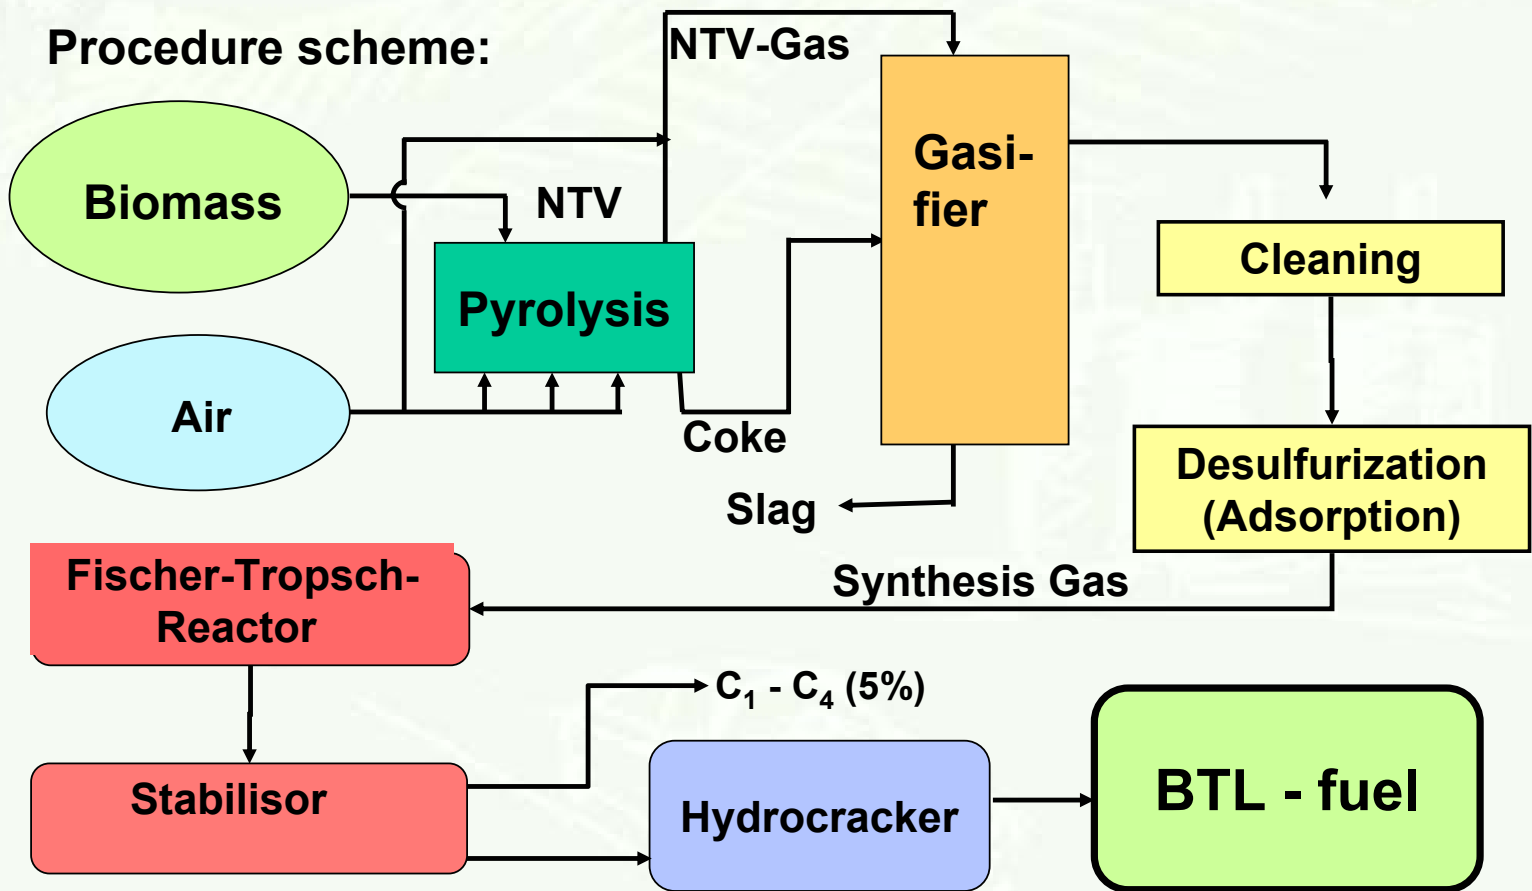 Procedure scheme:
NTV-Gas
Biomass
NTV
Gasi-
fier
Pyrolysis
Cleaning
Air
Coke
Slag
Desulfurization
(Adsorption)
Fischer-Tropsch-
Reactor
Synthesis Gas
C₁ - C₄ (5%)
Stabilisor
Hydrocracker
BTL - fuel